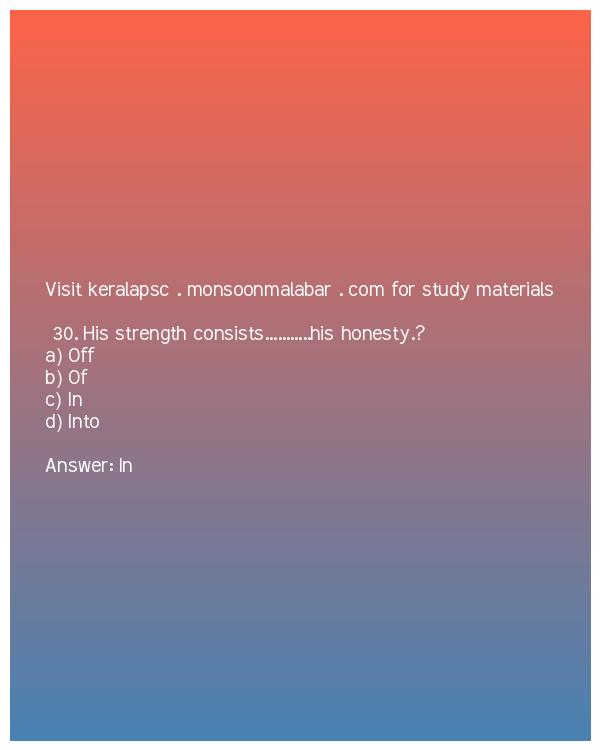 Visit keralapsc . monsoonmalabar . com for study materials
30. His strength consists...........his honesty.?
a) Off
b) Of
c) In
d) Into
Answer: In